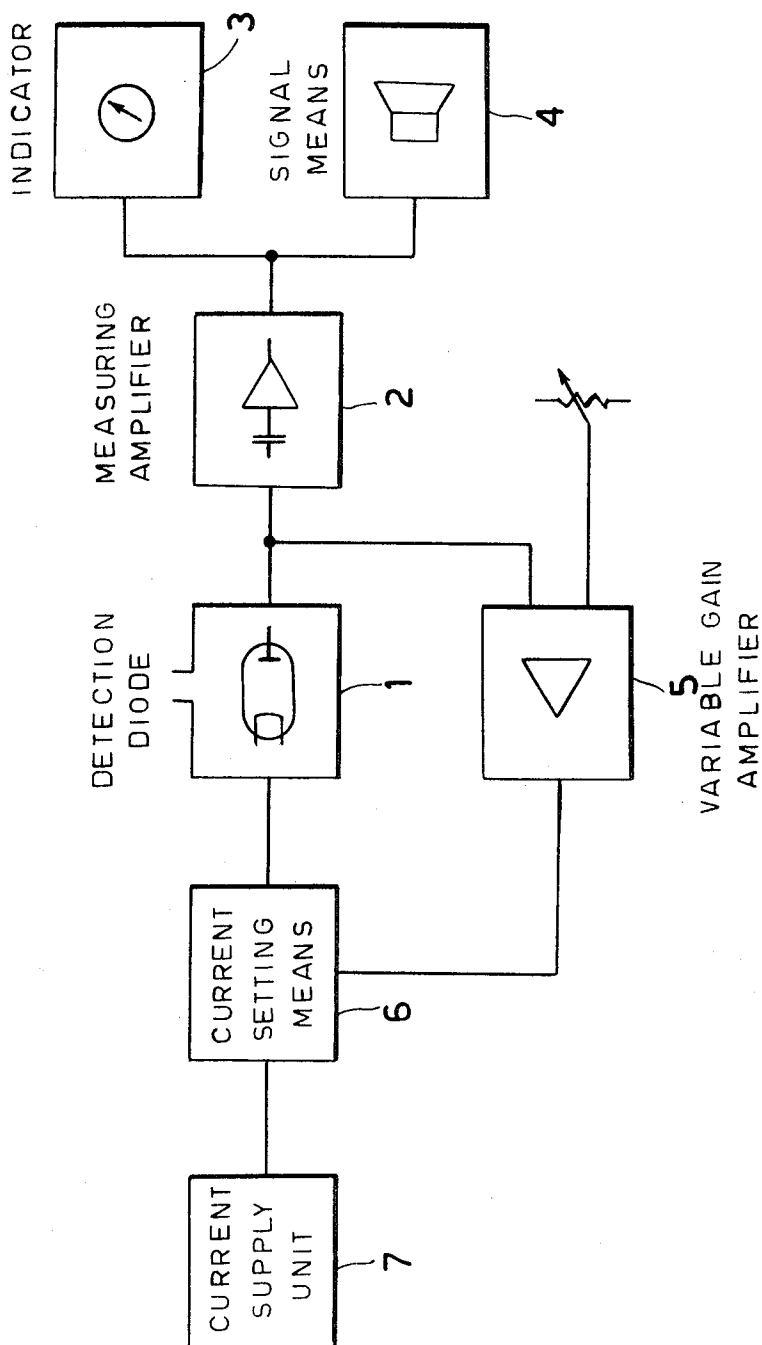 CURRENT
SUPPLY
UNIT
7
CURRENT
SETTING
MEANS
6
DETECTION
DIODE
1
MEASURING
AMPLIFIER
2
INDICATOR
3
SIGNAL
MEANS
4
5
VARIABLE GAIN
AMPLIFIER